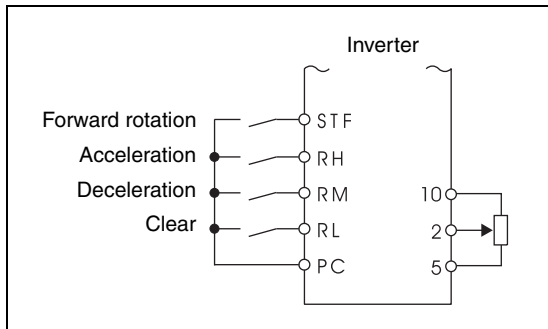 Inverter
Forward rotation STF
Acceleration RH
Deceleration RM 10
Clear RL 2
PC 5